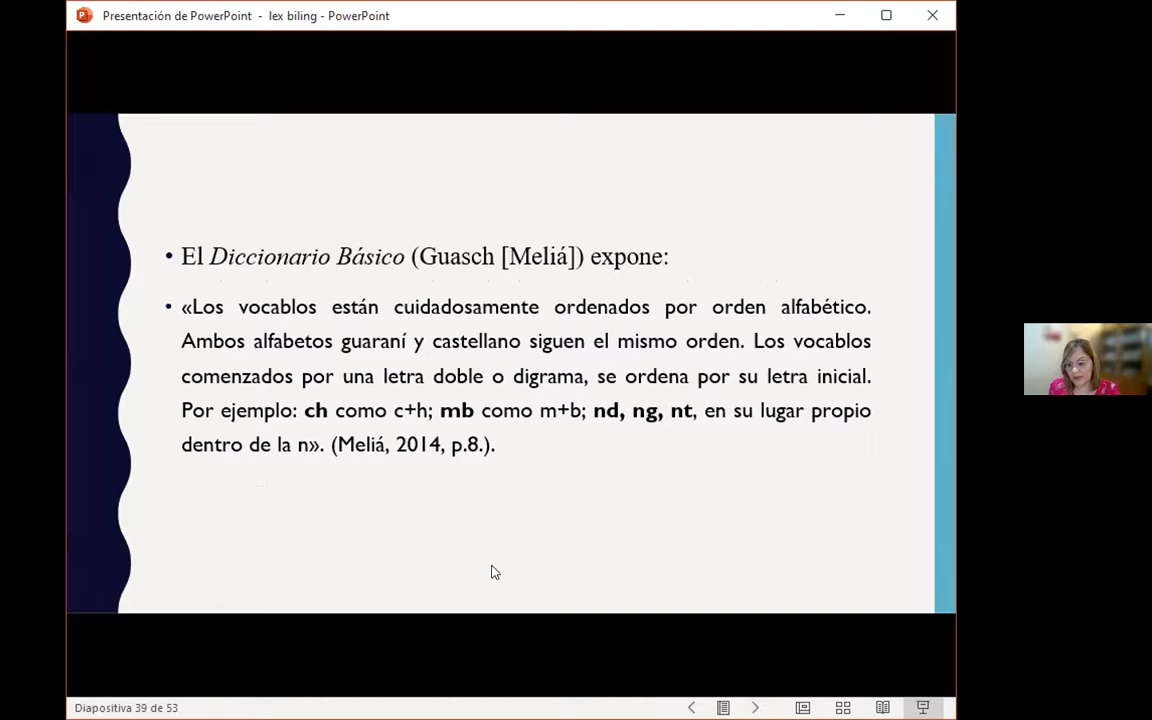 Presentación de PowerPoint - lex biling - PowerPoint
• El Diccionario Básico (Guasch [Meliá]) expone:
• «Los vocablos están cuidadosamente ordenados por orden alfabético.
Ambos alfabetos guaraní y castellano siguen el mismo orden. Los vocablos
comenzados por una letra doble o digrama, se ordena por su letra inicial.
Por ejemplo: ch como c+h; mb como m+b; nd, ng, nt, en su lugar propio
dentro de la n». (Meliá, 2014, p.8.).
Diapositiva 39 de 53